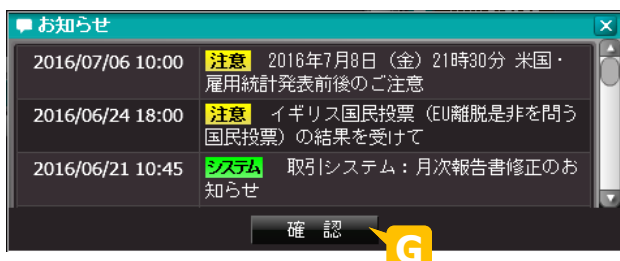 お知らせ
2016/07/06 10:00 注意 2016年7月8日（金）21時30分 米国・
雇用統計発表前後のご注意
2016/06/24 18:00 注意 イギリス国民投票（EU離脱是非を問う
国民投票）の結果を受けて
2016/06/21 10:45 システム 取引システム：月次報告書修正のお
知らせ
確 認
G